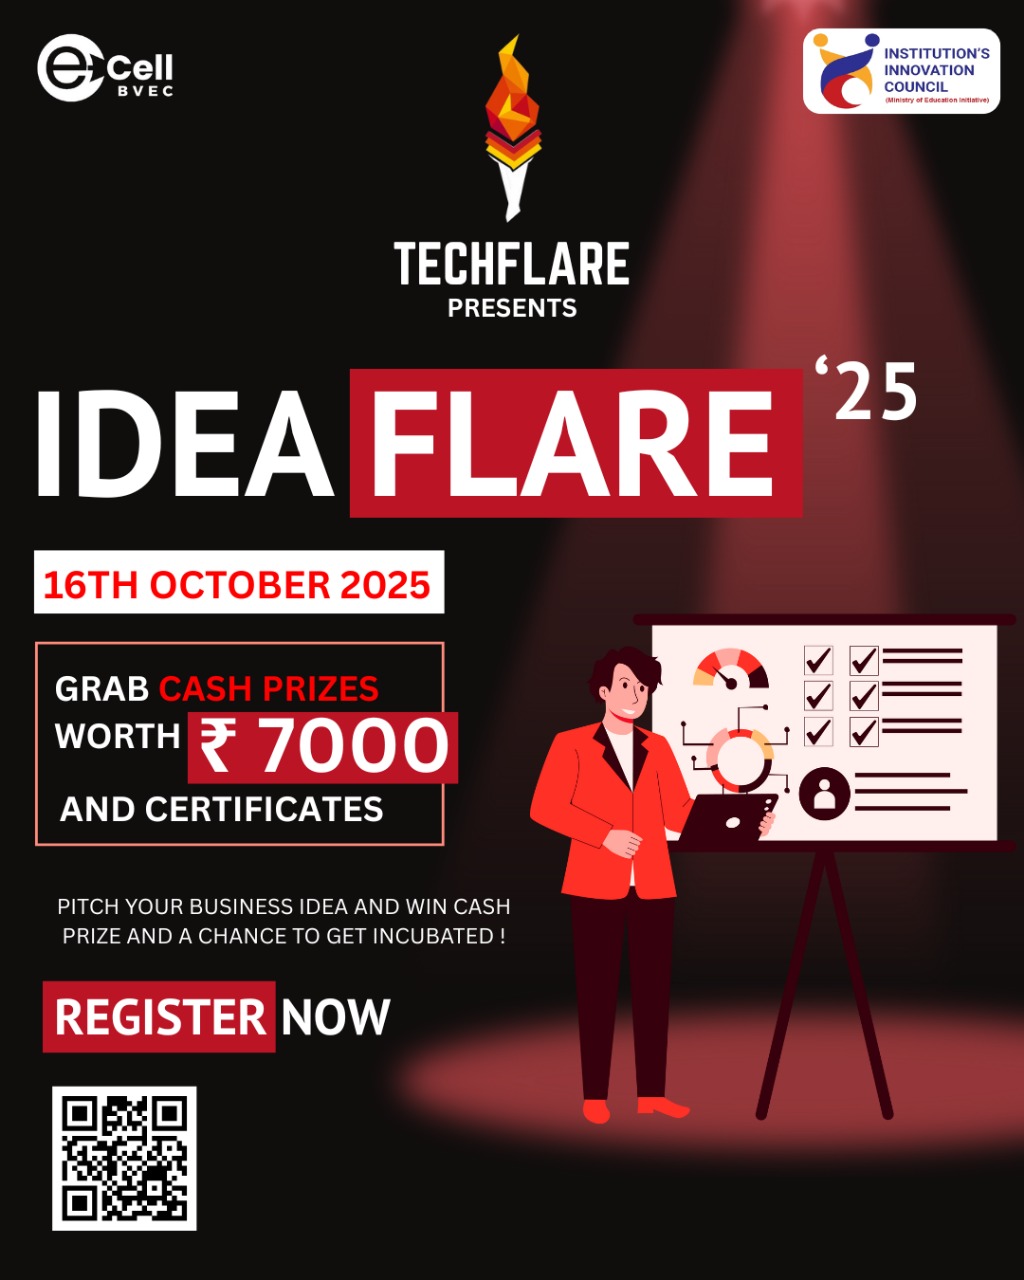 e Cell
BVEC
INSTITUTION'S
INNOVATION
COUNCIL
(Ministry of Education Initiative)
TECHFLARE
PRESENTS
IDEA FLARE '25
16TH OCTOBER 2025
GRAB CASH PRIZES
WORTH ₹ 7000
AND CERTIFICATES
PITCH YOUR BUSINESS IDEA AND WIN CASH
PRIZE AND A CHANCE TO GET INCUBATED !
REGISTER NOW